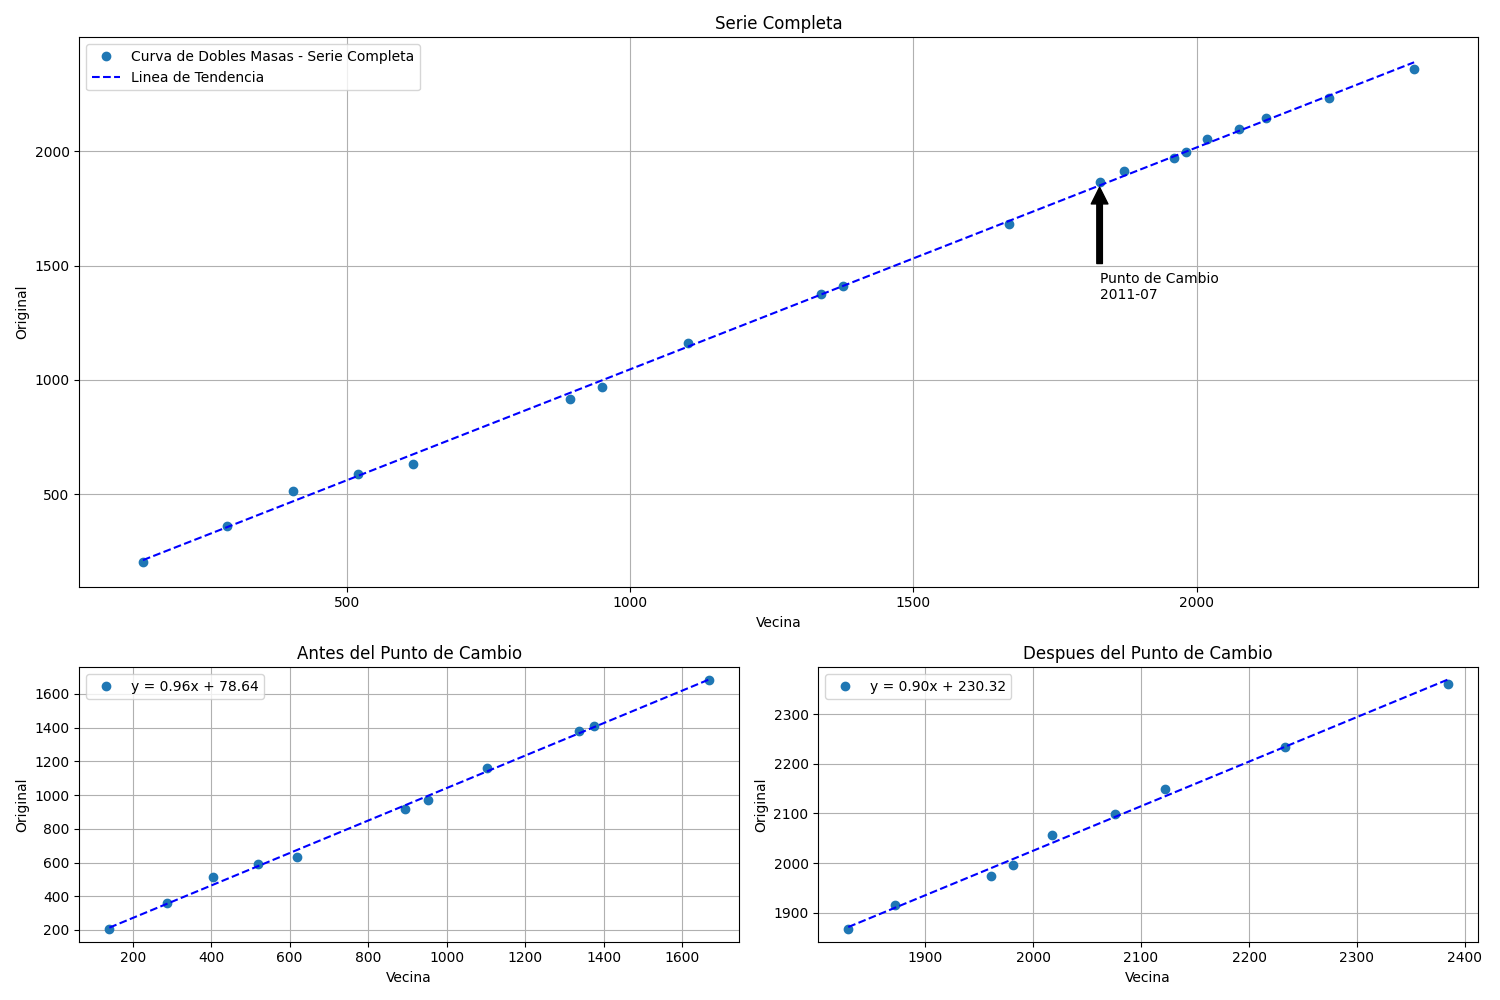 Serie Completa
Curva de Dobles Masas - Serie Completa
Linea de Tendencia
2000
1500
1000
500
Original
Punto de Cambio
2011-07
500
1000
1500
2000
Vecina
Antes del Punto de Cambio
y = 0.96x + 78.64
1600
1400
1200
1000
800
600
400
200
Original
200
400
600
800
1000
1200
1400
1600
Vecina
Despues del Punto de Cambio
y = 0.90x + 230.32
2300
2200
2100
2000
1900
Original
1900
2000
2100
2200
2300
2400
Vecina